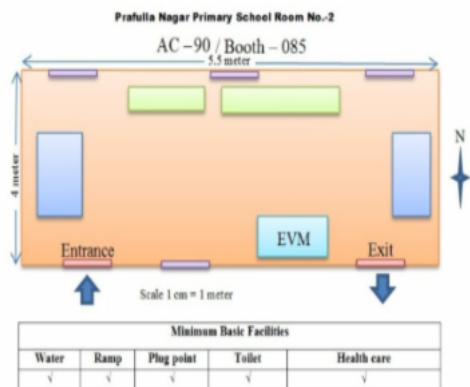 Prafulla Nagar Primary School Room No.-2
AC -90 / Booth – 085
5.5 meter
4 meter
N
EVM
Entrance
Exit
Scale 1 cm = 1 meter
Minimum Basic Facilities
Water Ramp Plug point Toilet Health care
√ √ √ √ √